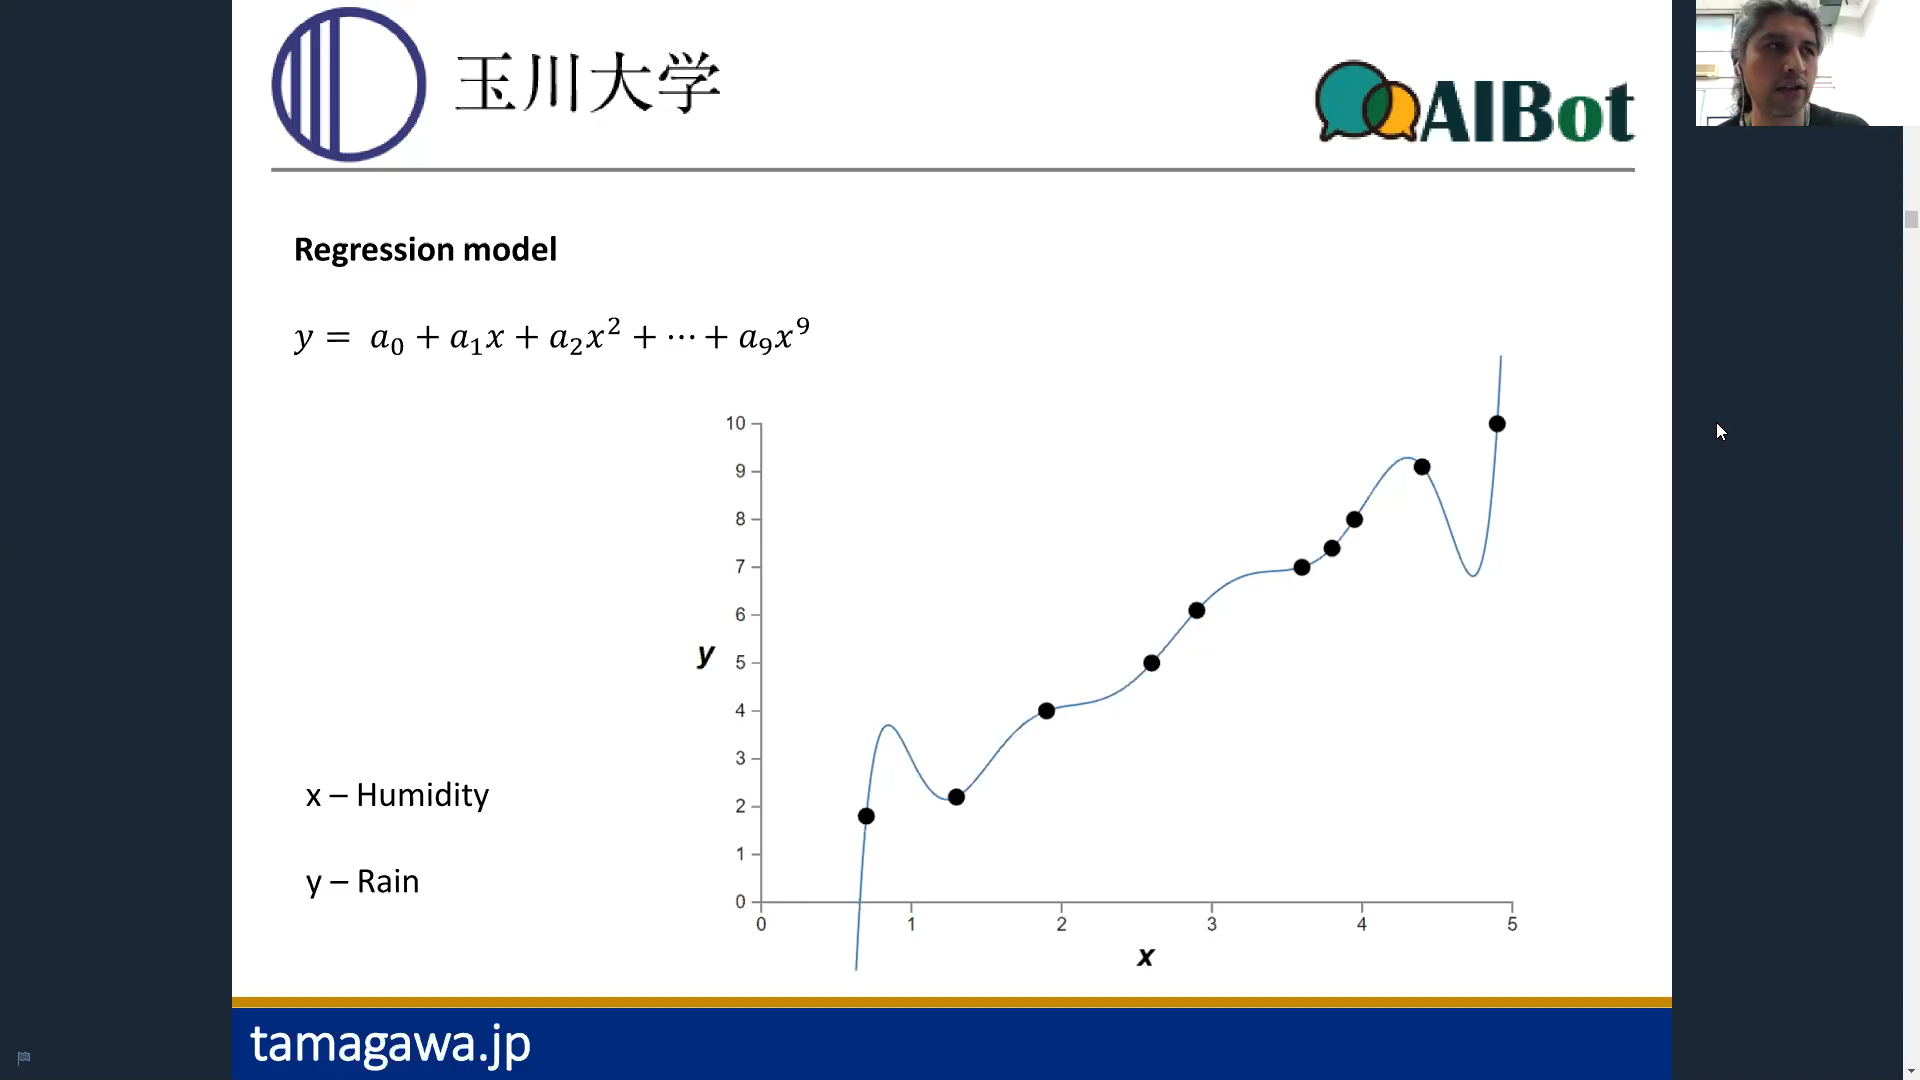 玉川大学
AIBot
Regression model
y = a₀ + a₁x + a₂x² + ⋯ + a₉x⁹
10
9
8
7
6
y 5
4
3
2
1
0
0 1 2 3 4 5
x
x – Humidity
y – Rain
tamagawa.jp